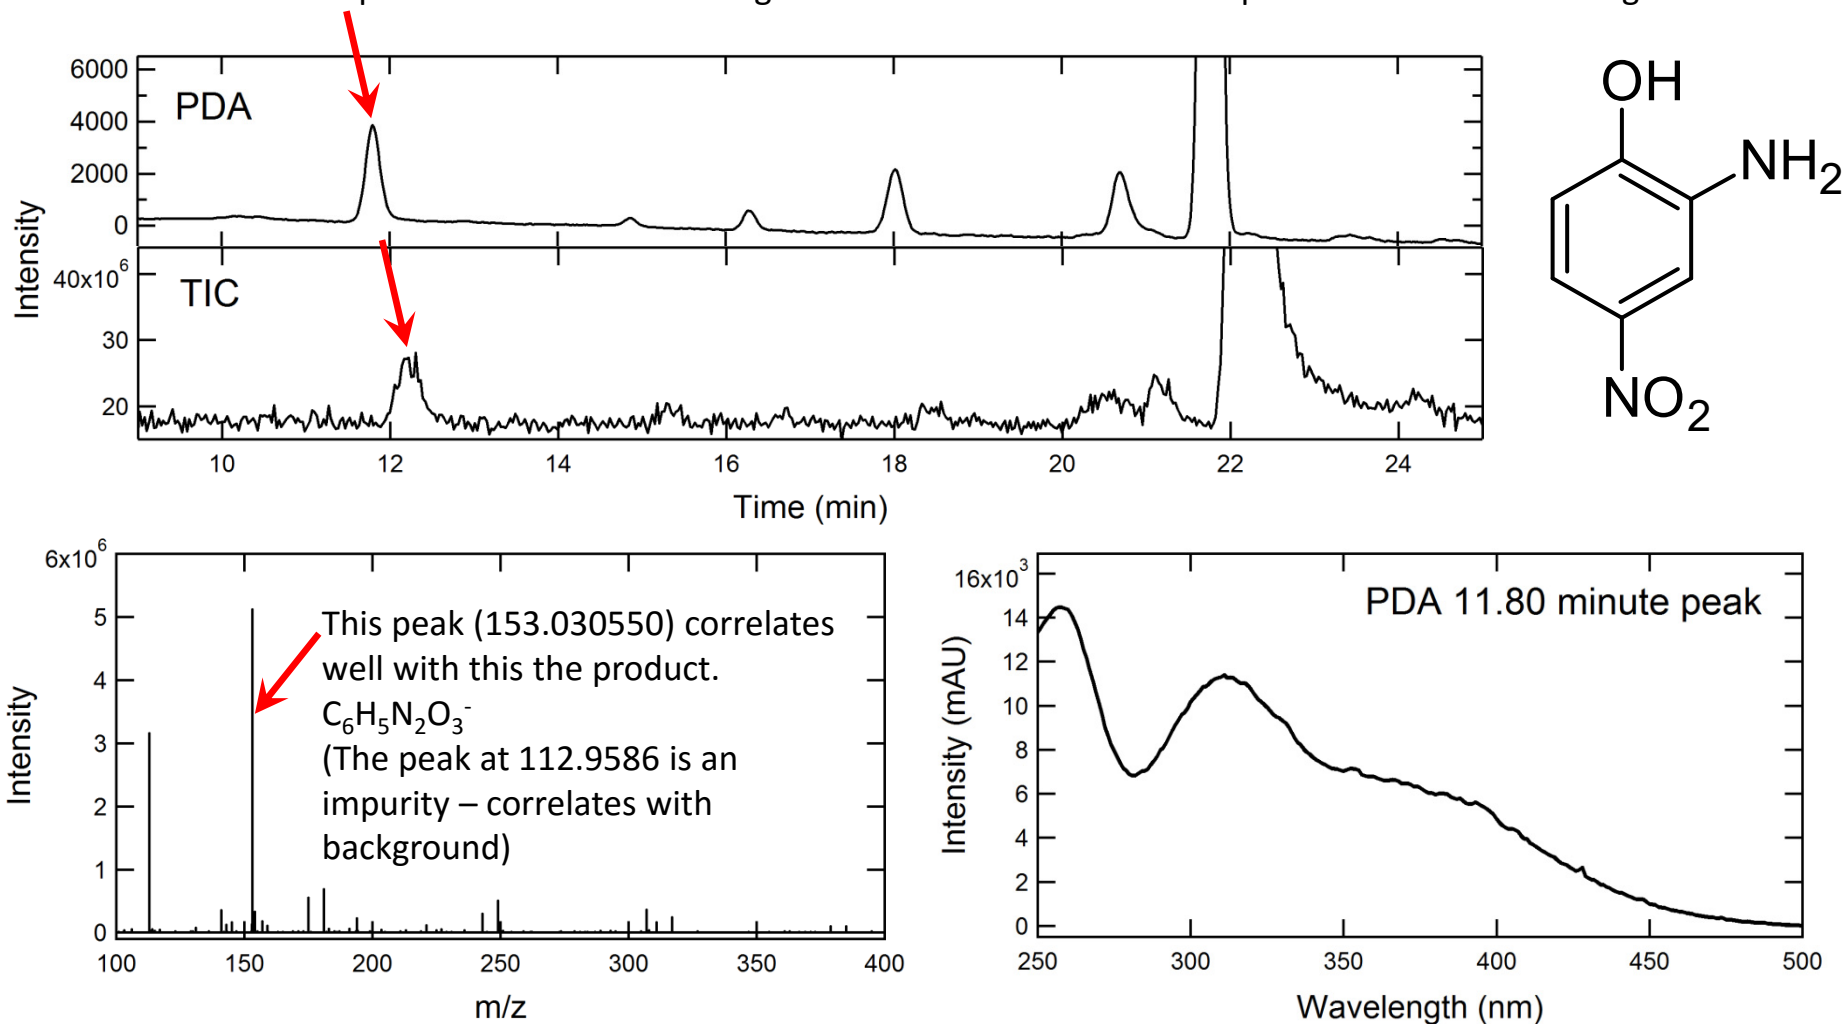 6000
PDA
4000
2000
0
Intensity
40x10⁶
TIC
30
20
10 12 14 16 18 20 22 24
Time (min)
OH
NH₂
NO₂
6x10⁶
5
4
3
2
1
0
Intensity
This peak (153.030550) correlates
well with this the product.
C₆H₅N₂O₃⁻
(The peak at 112.9586 is an
impurity – correlates with
background)
100 150 200 250 300 350 400
m/z
16x10³
14
12
10
8
6
4
2
0
Intensity (mAU)
PDA 11.80 minute peak
250 300 350 400 450 500
Wavelength (nm)